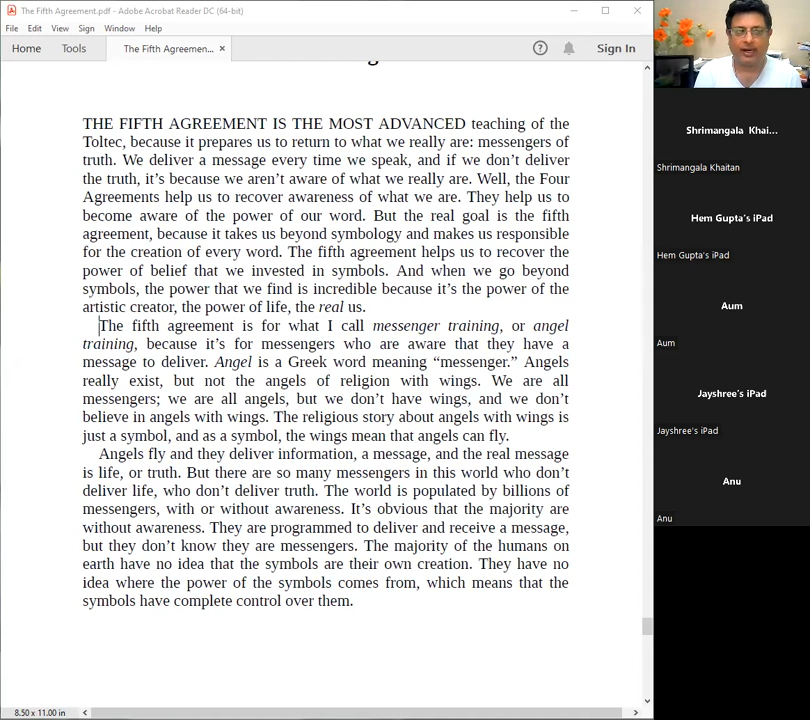 The Fifth Agreement.pdf - Adobe Acrobat Reader DC (64-bit)
File Edit View Sign Window Help
Home Tools The Fifth Agreemen... × Sign In
THE FIFTH AGREEMENT IS THE MOST ADVANCED teaching of the
Toltec, because it prepares us to return to what we really are: messengers of
truth. We deliver a message every time we speak, and if we don’t deliver
the truth, it’s because we aren’t aware of what we really are. Well, the Four
Agreements help us to recover awareness of what we are. They help us to
become aware of the power of our word. But the real goal is the fifth
agreement, because it takes us beyond symbology and makes us responsible
for the creation of every word. The fifth agreement helps us to recover the
power of belief that we invested in symbols. And when we go beyond
symbols, the power that we find is incredible because it’s the power of the
artistic creator, the power of life, the real us.
The fifth agreement is for what I call messenger training, or angel
training, because it’s for messengers who are aware that they have a
message to deliver. Angel is a Greek word meaning “messenger.” Angels
really exist, but not the angels of religion with wings. We are all
messengers; we are all angels, but we don’t have wings, and we don’t
believe in angels with wings. The religious story about angels with wings is
just a symbol, and as a symbol, the wings mean that angels can fly.
Angels fly and they deliver information, a message, and the real message
is life, or truth. But there are so many messengers in this world who don’t
deliver life, who don’t deliver truth. The world is populated by billions of
messengers, with or without awareness. It’s obvious that the majority are
without awareness. They are programmed to deliver and receive a message,
but they don’t know they are messengers. The majority of the humans on
earth have no idea that the symbols are their own creation. They have no
idea where the power of the symbols comes from, which means that the
symbols have complete control over them.
8.50 x 11.00 in
Shrimangala Khai...
Shrimangala Khaitan
Hem Gupta's iPad
Hem Gupta's iPad
Aum
Aum
Jayshree's iPad
Jayshree's iPad
Anu
Anu